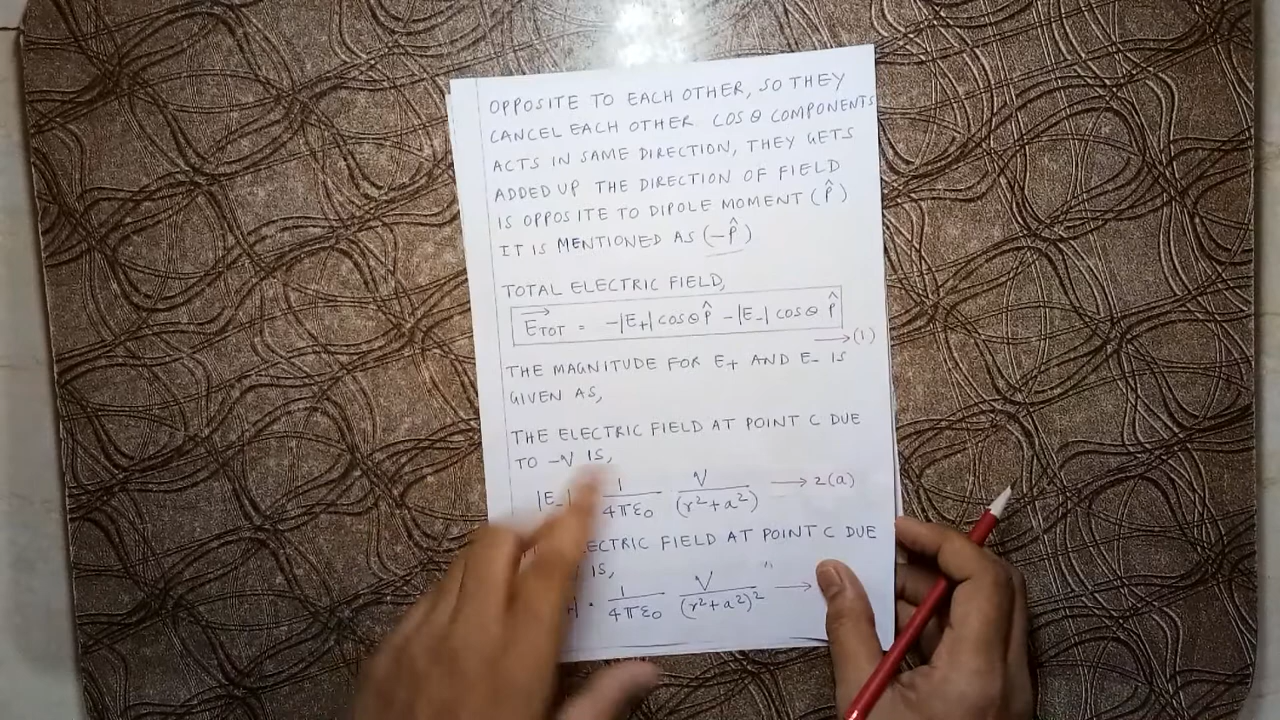 OPPOSITE TO EACH OTHER, SO THEY
CANCEL EACH OTHER COS θ COMPONENTS
ACTS IN SAME DIRECTION, THEY GETS
ADDED UP THE DIRECTION OF FIELD
IS OPPOSITE TO DIPOLE MOMENT (P̂)
IT IS MENTIONED AS (-P̂)
TOTAL ELECTRIC FIELD,
E⃗TOT = -|E+| cos θ P̂ - |E-| cos θ P̂
→ (1)
THE MAGNITUDE FOR E+ AND E- IS
GIVEN AS,
THE ELECTRIC FIELD AT POINT C DUE
TO -V IS,
|E-| 1/4πε0 V/(r²+a²) → 2(a)
ECTRIC FIELD AT POINT C DUE
IS,
1/4πε0 V/(r²+a²)² →